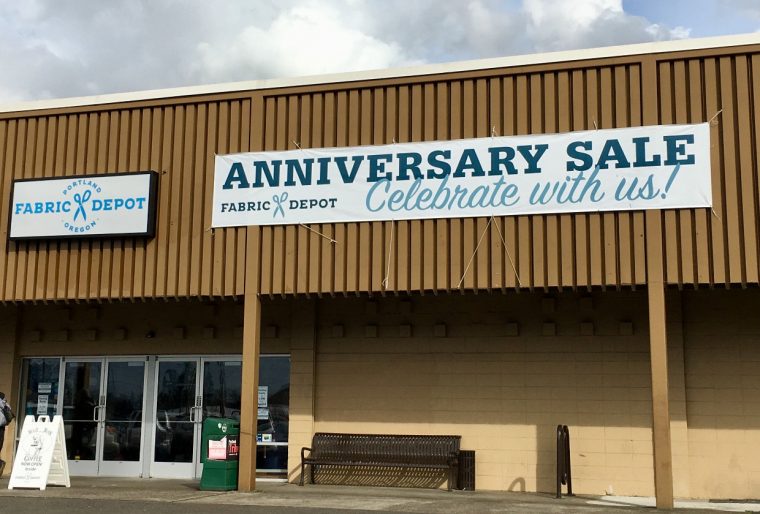 PORTLAND
FABRIC DEPOT
OREGON
ANNIVERSARY SALE
FABRIC DEPOT
Celebrate with us!
COFFEE
NOW OPEN